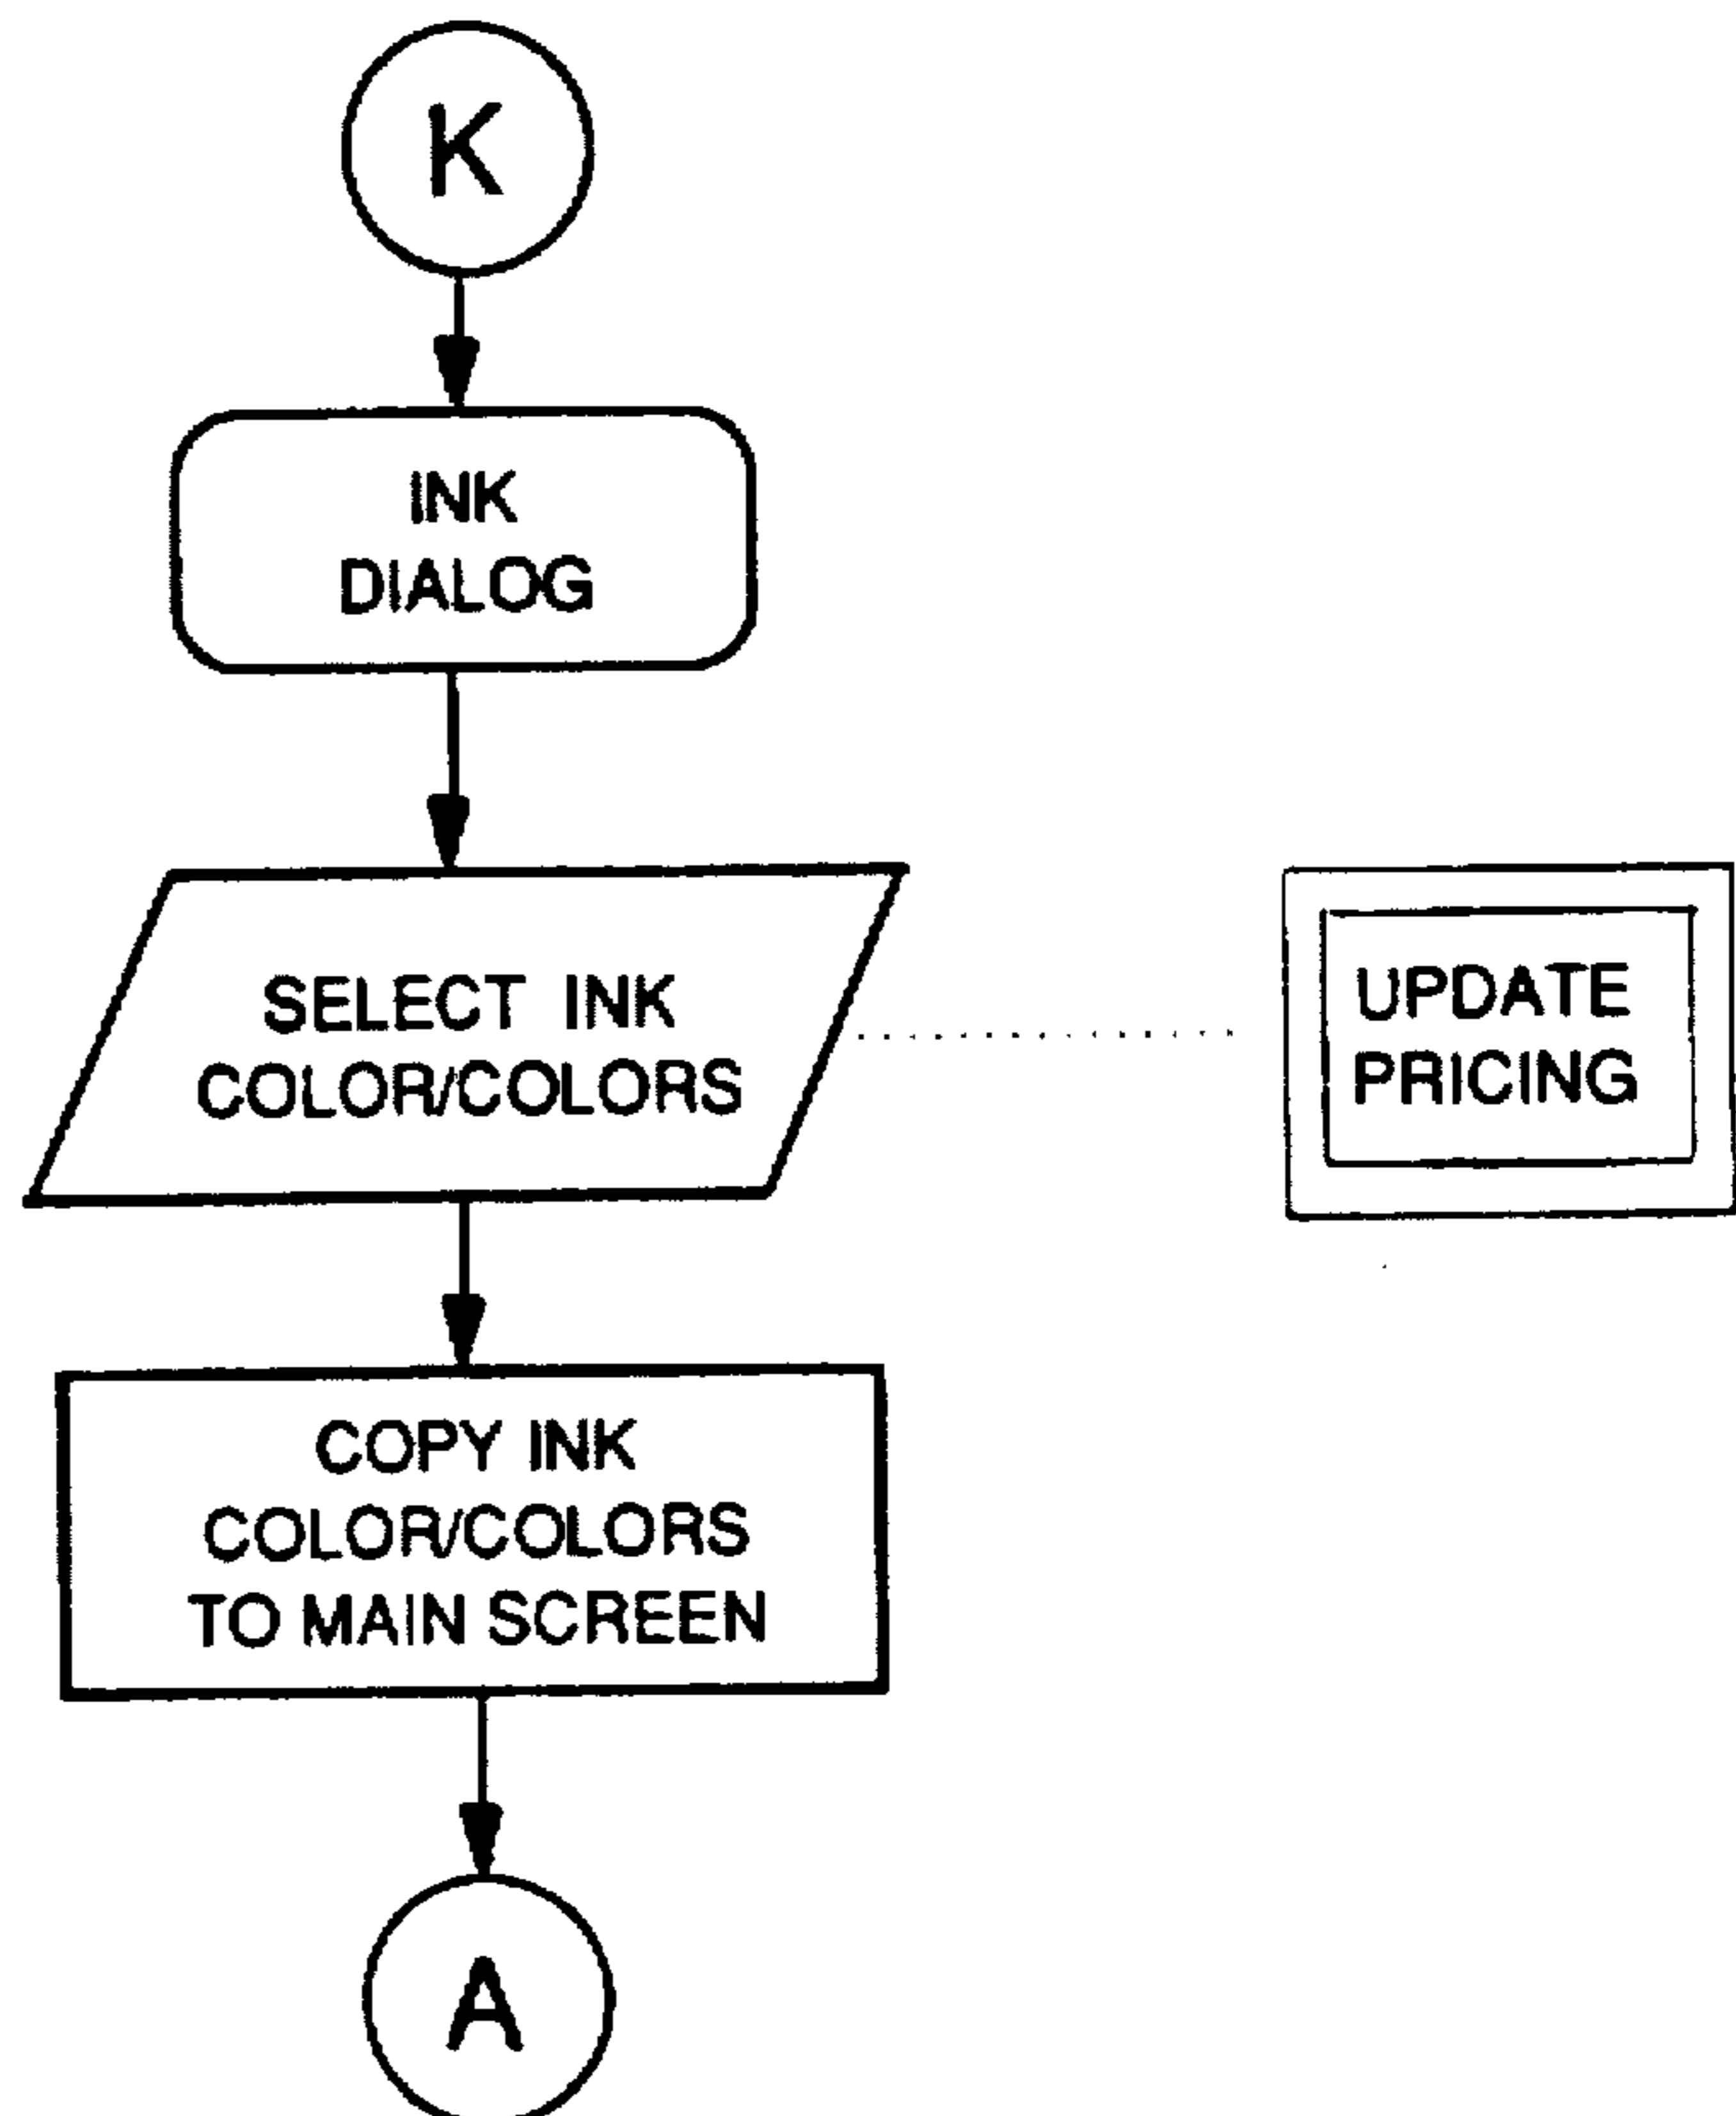 K
INK
DIALOG
SELECT INK
COLOR/COLORS
UPDATE
PRICING
COPY INK
COLOR/COLORS
TO MAIN SCREEN
A